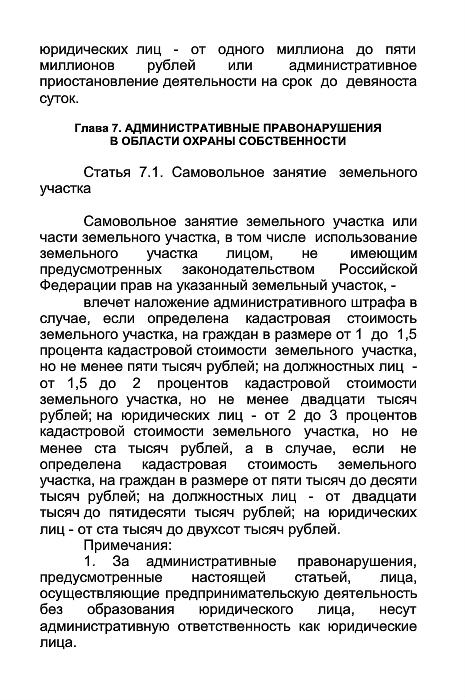 юридических лиц - от одного миллиона до пяти
миллионов рублей или административное
приостановление деятельности на срок до девяноста
суток.
Глава 7. АДМИНИСТРАТИВНЫЕ ПРАВОНАРУШЕНИЯ
В ОБЛАСТИ ОХРАНЫ СОБСТВЕННОСТИ
Статья 7.1. Самовольное занятие земельного
участка
Самовольное занятие земельного участка или
части земельного участка, в том числе использование
земельного участка лицом, не имеющим
предусмотренных законодательством Российской
Федерации прав на указанный земельный участок, -
влечет наложение административного штрафа в
случае, если определена кадастровая стоимость
земельного участка, на граждан в размере от 1 до 1,5
процента кадастровой стоимости земельного участка,
но не менее пяти тысяч рублей; на должностных лиц -
от 1,5 до 2 процентов кадастровой стоимости
земельного участка, но не менее двадцати тысяч
рублей; на юридических лиц - от 2 до 3 процентов
кадастровой стоимости земельного участка, но не
менее ста тысяч рублей, а в случае, если не
определена кадастровая стоимость земельного
участка, на граждан в размере от пяти тысяч до десяти
тысяч рублей; на должностных лиц - от двадцати
тысяч до пятидесяти тысяч рублей; на юридических
лиц - от ста тысяч до двухсот тысяч рублей.
Примечания:
1. За административные правонарушения,
предусмотренные настоящей статьей, лица,
осуществляющие предпринимательскую деятельность
без образования юридического лица, несут
административную ответственность как юридические
лица.